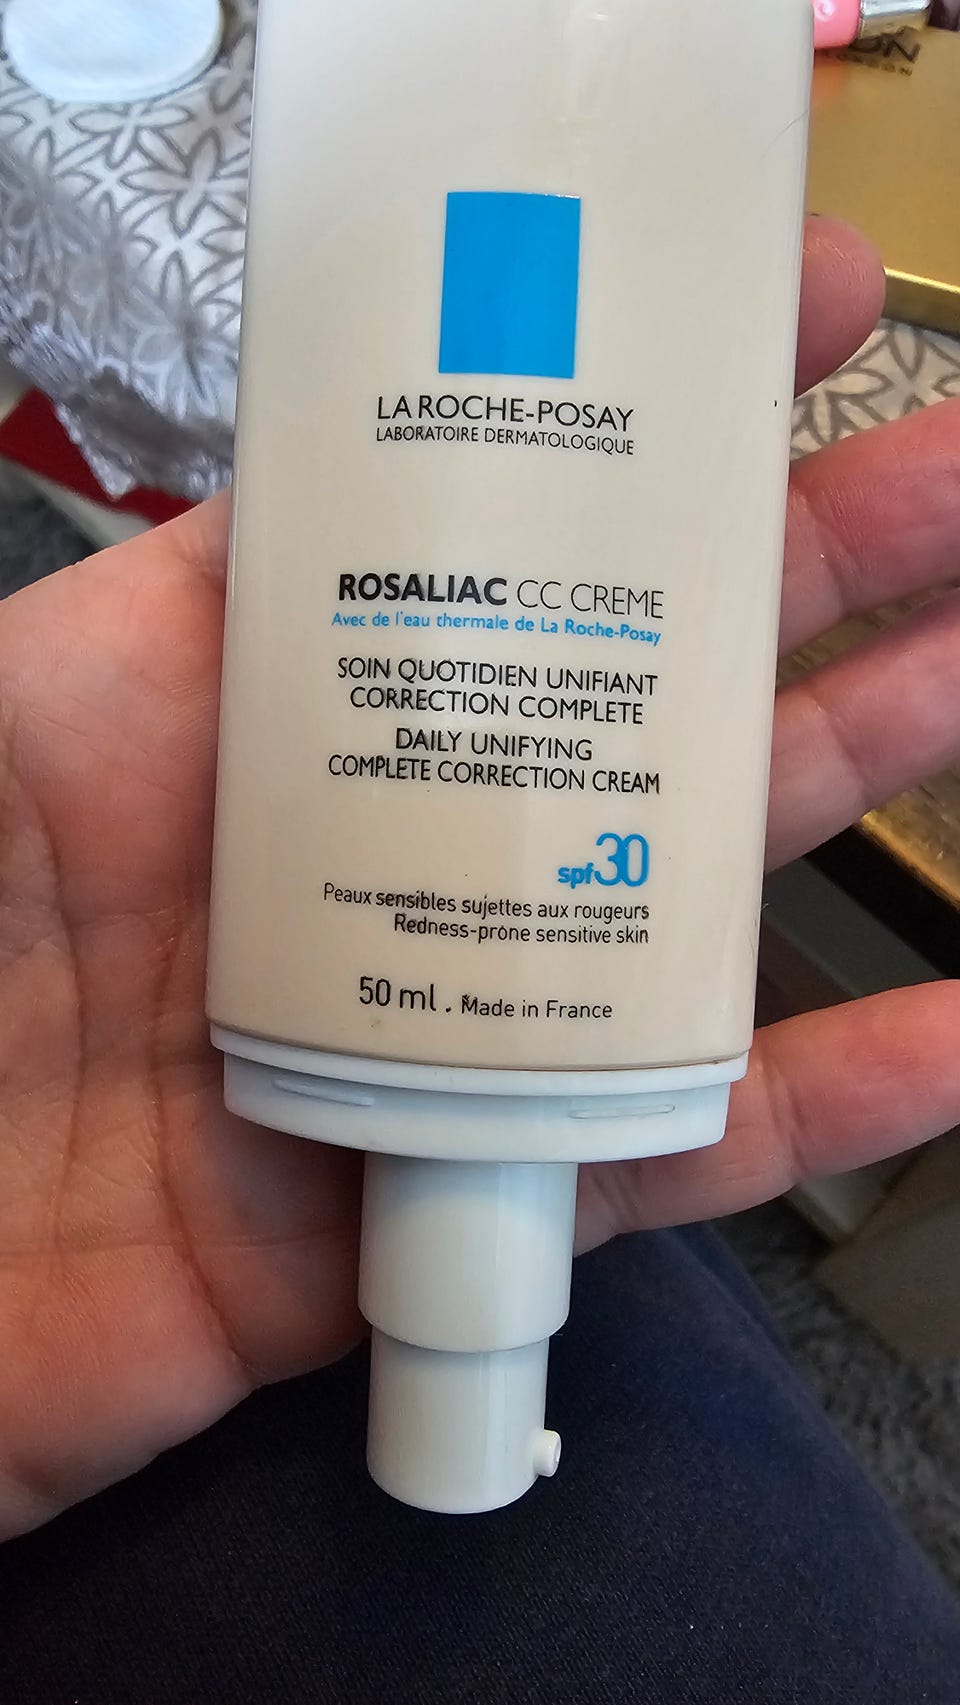 LA ROCHE-POSAY
LABORATOIRE DERMATOLOGIQUE
ROSALIAC CC CREME
Avec de l'eau thermale de La Roche-Posay
SOIN QUOTIDIEN UNIFIANT
CORRECTION COMPLETE
DAILY UNIFYING
COMPLETE CORRECTION CREAM
spf30
Peaux sensibles sujettes aux rougeurs
Redness-prone sensitive skin
50 ml . Made in France